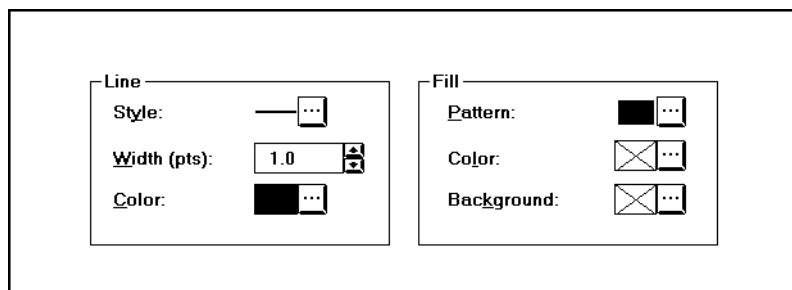 Line
Style:
Width (pts):
1.0
Color:
Fill
Pattern:
Color:
Background: